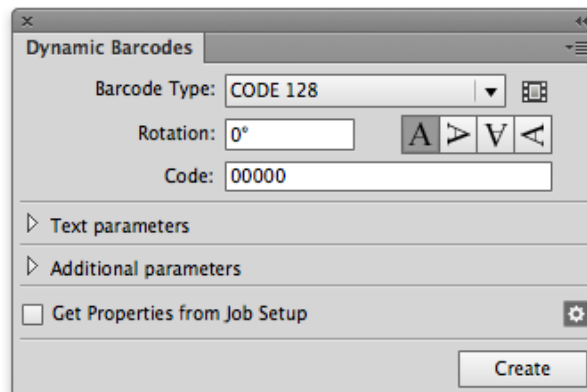 Dynamic Barcodes
Barcode Type: CODE 128
Rotation: 0° A A A A
Code: 00000
Text parameters
Additional parameters
Get Properties from Job Setup
Create